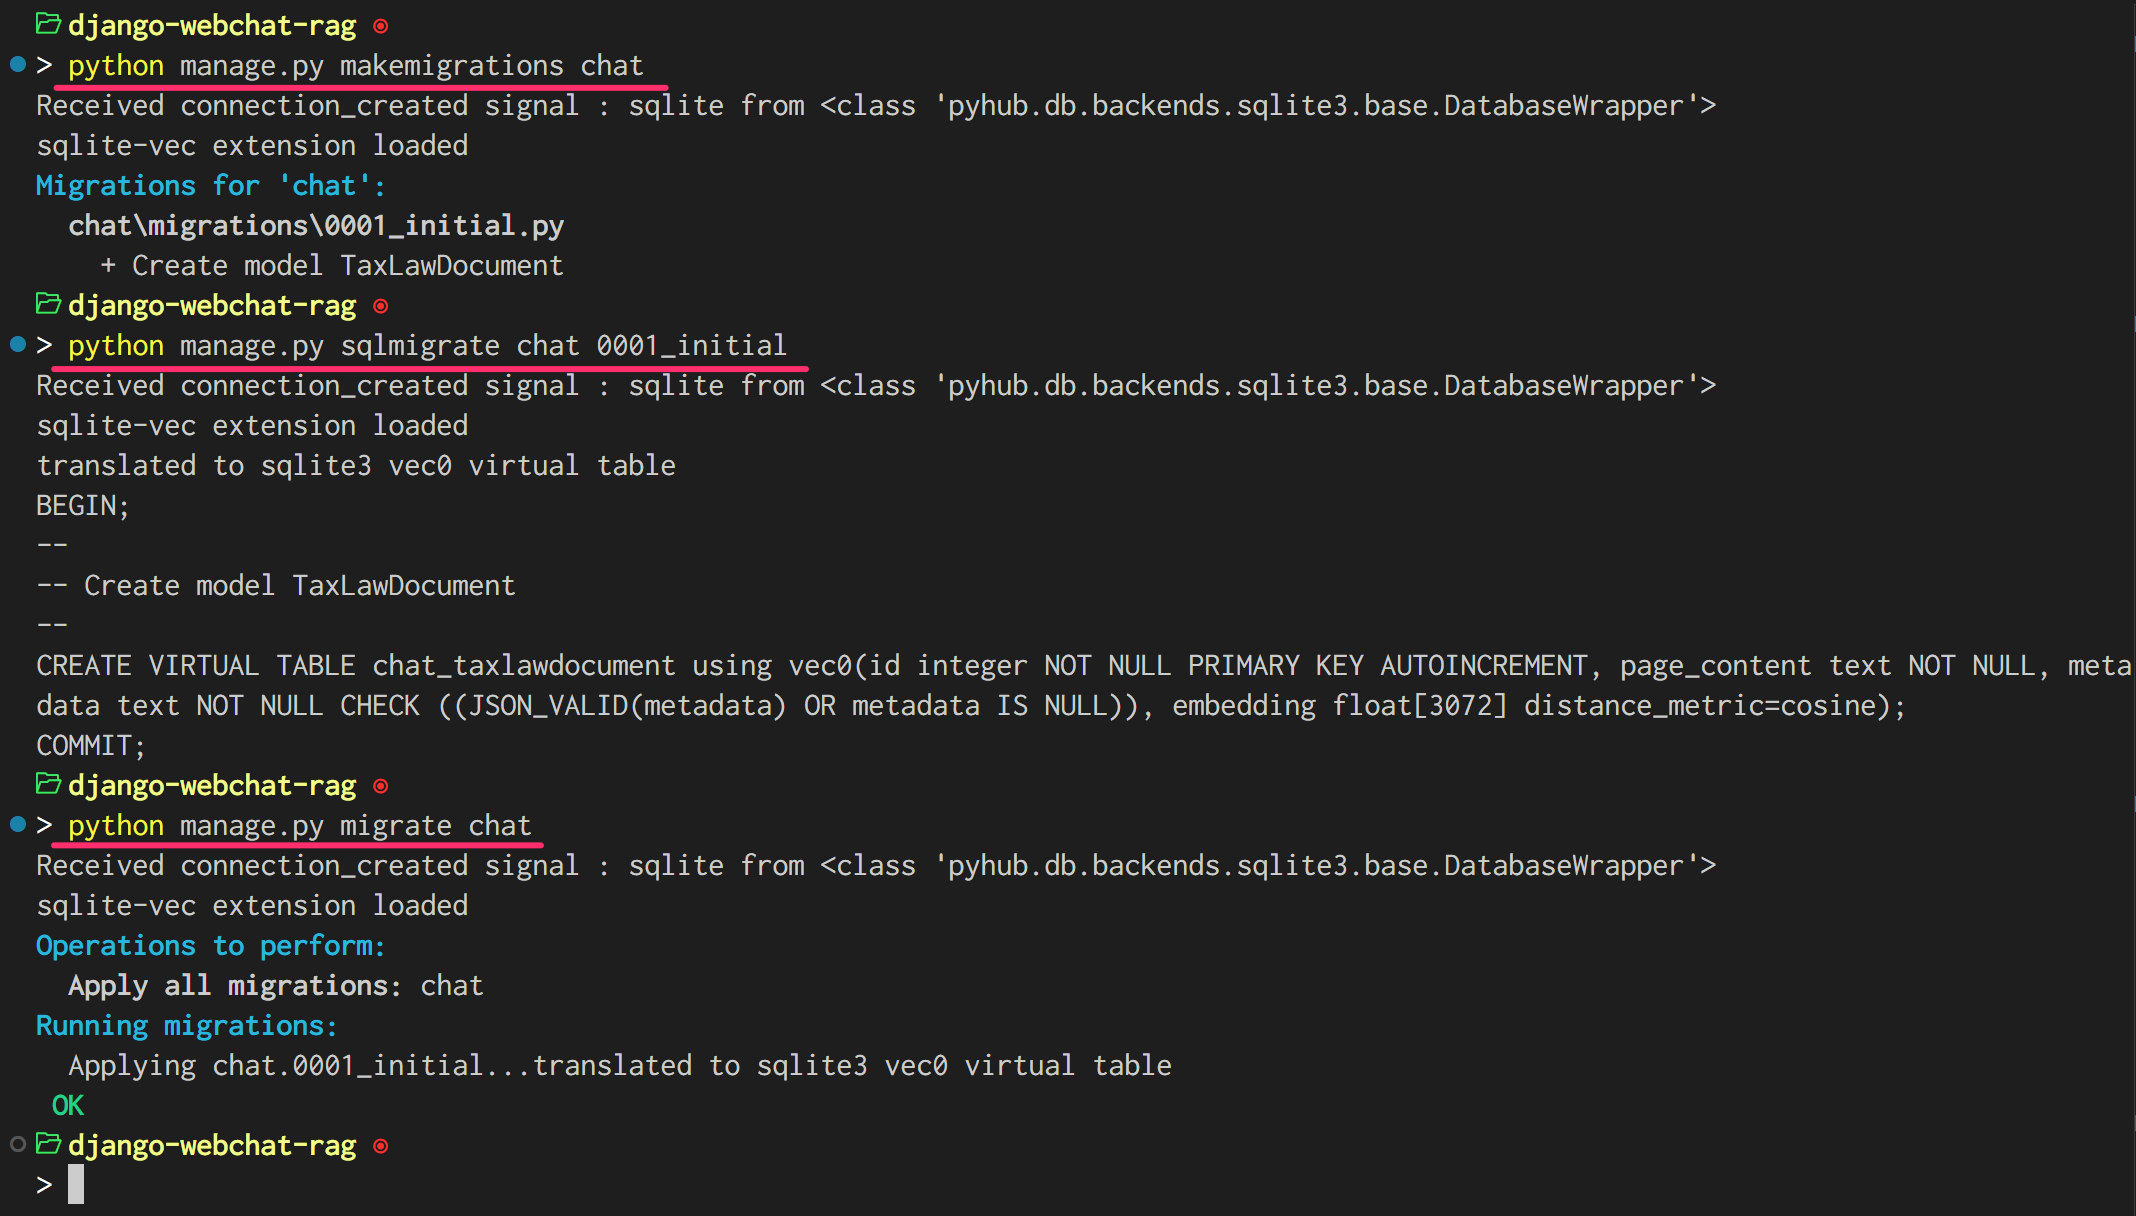 django-webchat-rag
> python manage.py makemigrations chat
Received connection_created signal : sqlite from <class 'pyhub.db.backends.sqlite3.base.DatabaseWrapper'>
sqlite-vec extension loaded
Migrations for 'chat':
  chat\migrations\0001_initial.py
    + Create model TaxLawDocument
django-webchat-rag
> python manage.py sqlmigrate chat 0001_initial
Received connection_created signal : sqlite from <class 'pyhub.db.backends.sqlite3.base.DatabaseWrapper'>
sqlite-vec extension loaded
translated to sqlite3 vec0 virtual table
BEGIN;
--
-- Create model TaxLawDocument
--
CREATE VIRTUAL TABLE chat_taxlawdocument using vec0(id integer NOT NULL PRIMARY KEY AUTOINCREMENT, page_content text NOT NULL, meta
data text NOT NULL CHECK ((JSON_VALID(metadata) OR metadata IS NULL)), embedding float[3072] distance_metric=cosine);
COMMIT;
django-webchat-rag
> python manage.py migrate chat
Received connection_created signal : sqlite from <class 'pyhub.db.backends.sqlite3.base.DatabaseWrapper'>
sqlite-vec extension loaded
Operations to perform:
  Apply all migrations: chat
Running migrations:
  Applying chat.0001_initial...translated to sqlite3 vec0 virtual table
 OK
django-webchat-rag
>